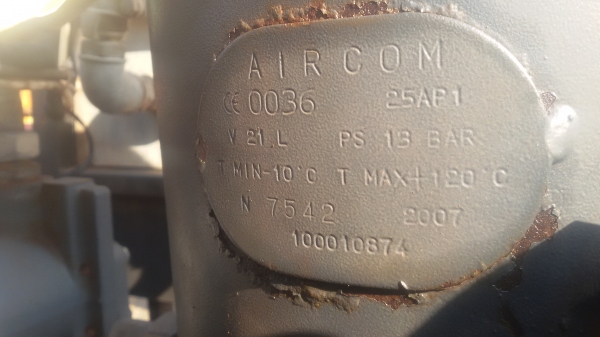 AIRCOM
CE 0036 25AP1
V 21.L PS 13 BAR
T MIN-10°C T MAX+120°C
N 7542 2007
100010874